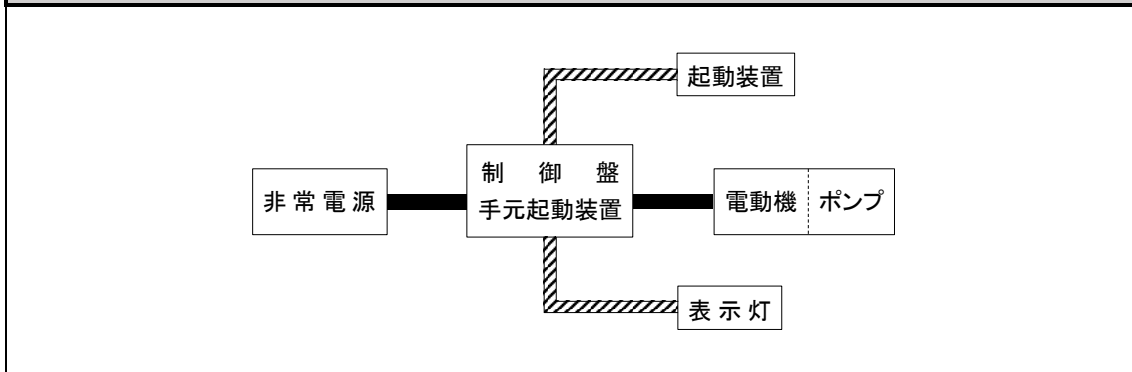 起動装置
制御盤
手元起動装置
非常電源
電動機 ポンプ
表示灯